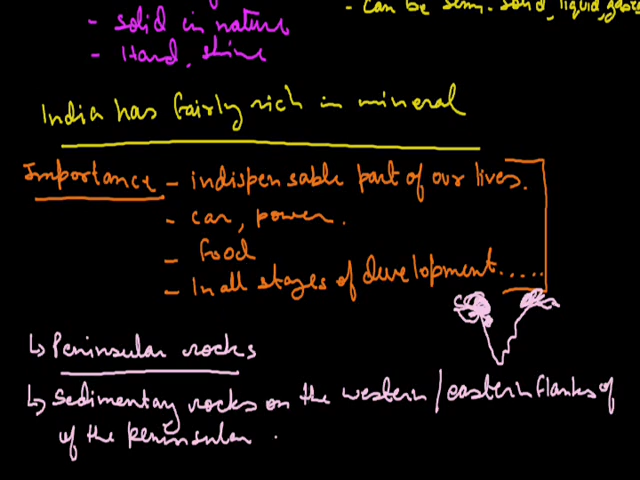 - solid in nature
- Can be semi-solid, liquid,
- Hard, shine
India has fairly rich in mineral
Importance - indispensable part of our lives.
- car, power.
- food
- In all stages of development.....
↳ Peninsular rocks
↳ Sedimentary rocks on the western/eastern flanks of
of the peninsular.